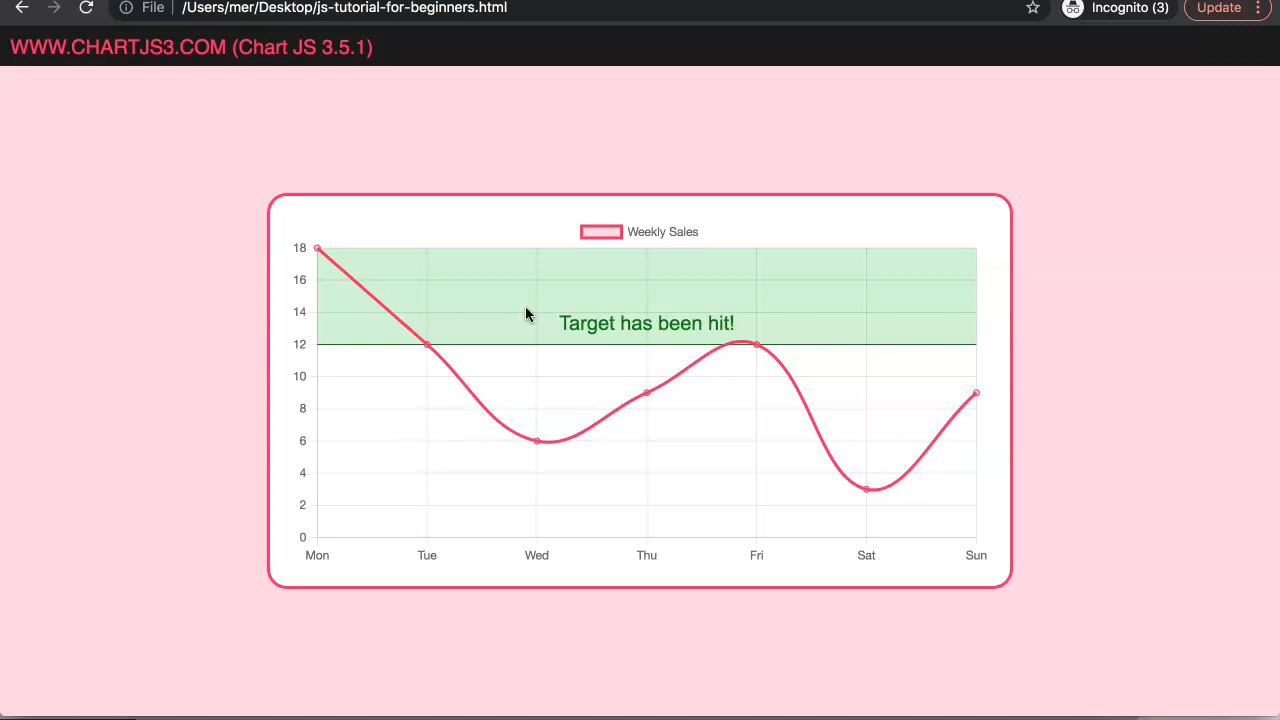 File
/Users/mer/Desktop/js-tutorial-for-beginners.html
Incognito (3)
Update
WWW.CHARTJS3.COM (Chart JS 3.5.1)
Weekly Sales
18
16
14
Target has been hit!
12
10
8
6
4
2
0
Mon Tue Wed Thu Fri Sat Sun